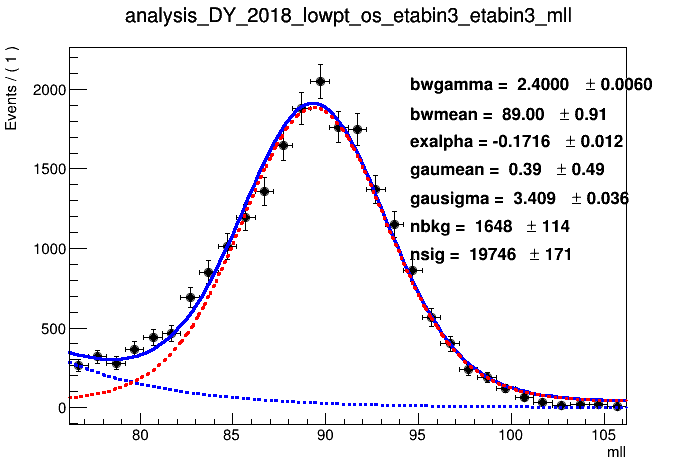 analysis_DY_2018_lowpt_os_etabin3_etabin3_mll
Events / ( 1 )
bwgamma = 2.4000 ± 0.0060
bwmean = 89.00 ± 0.91
exalpha = -0.1716 ± 0.012
gaumean = 0.39 ± 0.49
gausigma = 3.409 ± 0.036
nbkg = 1648 ± 114
nsig = 19746 ± 171
2000
1500
1000
500
0
80 85 90 95 100 105
mll